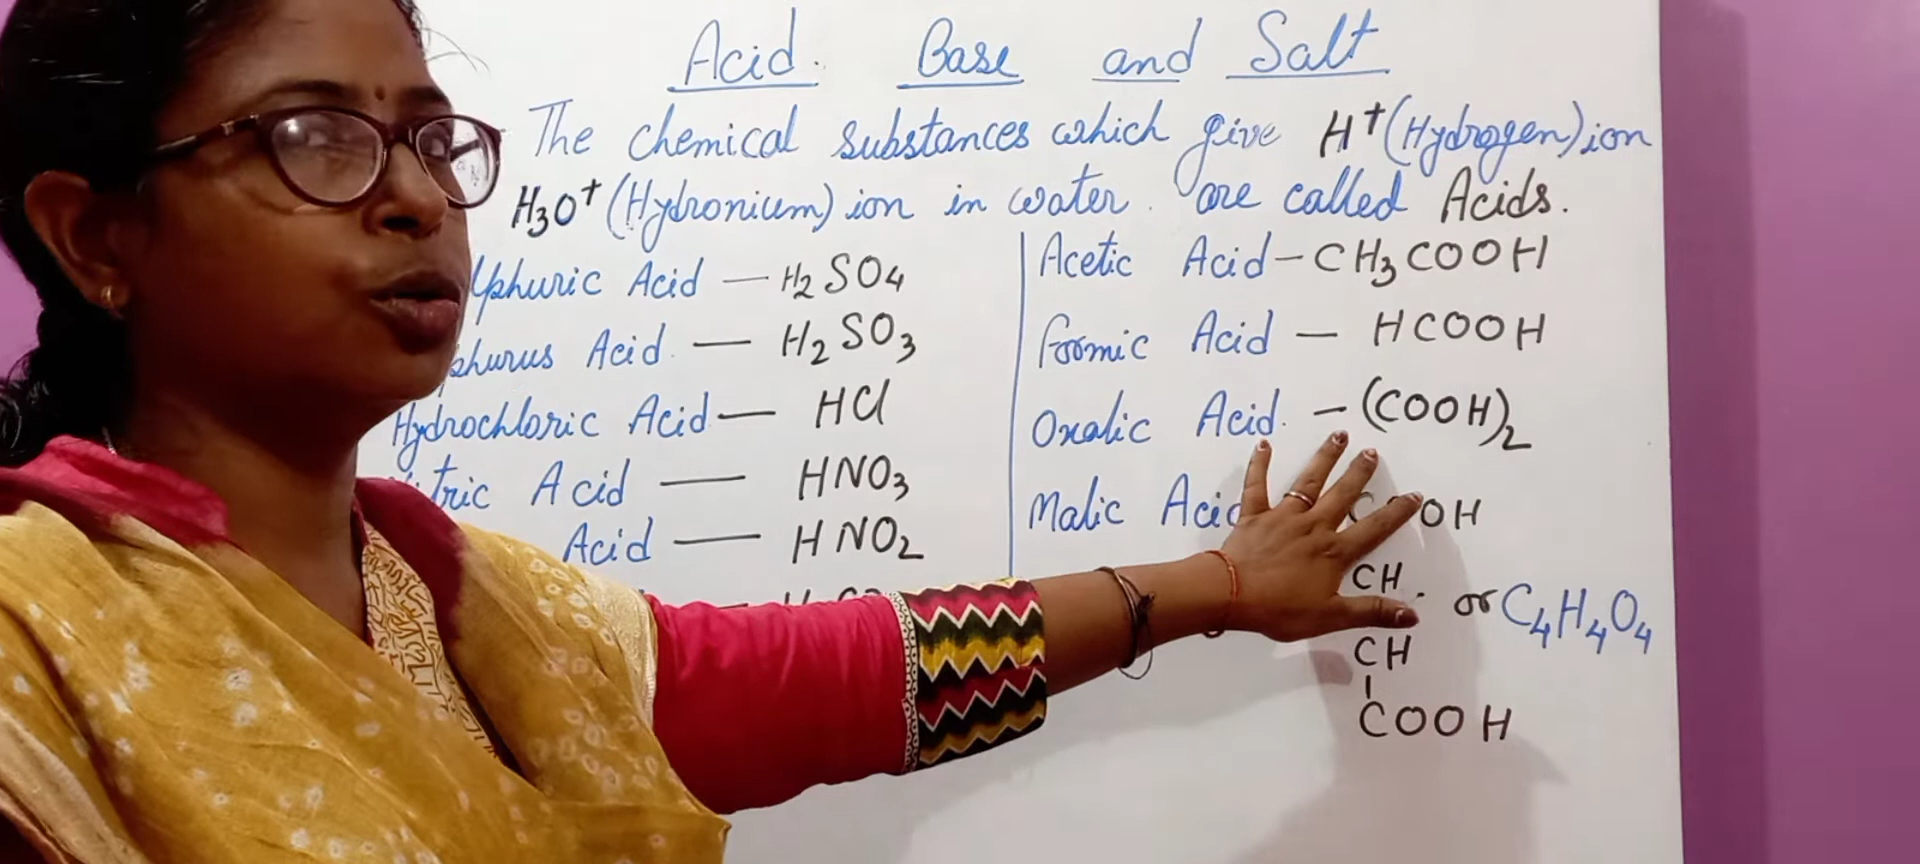 Acid Base and Salt
The chemical substances which give H+ (Hydrogen) ion
H3O+ (Hydronium) ion in water are called Acids.
Acid — H2SO4
Acid — H2SO3
Hydrochloric Acid — HCl
Acid — HNO3
Acid — HNO2
Acetic Acid - CH3COOH
Formic Acid — HCOOH
Oxalic Acid - (COOH)2
Malic
OH
CH
or C4H4O4
CH
COOH